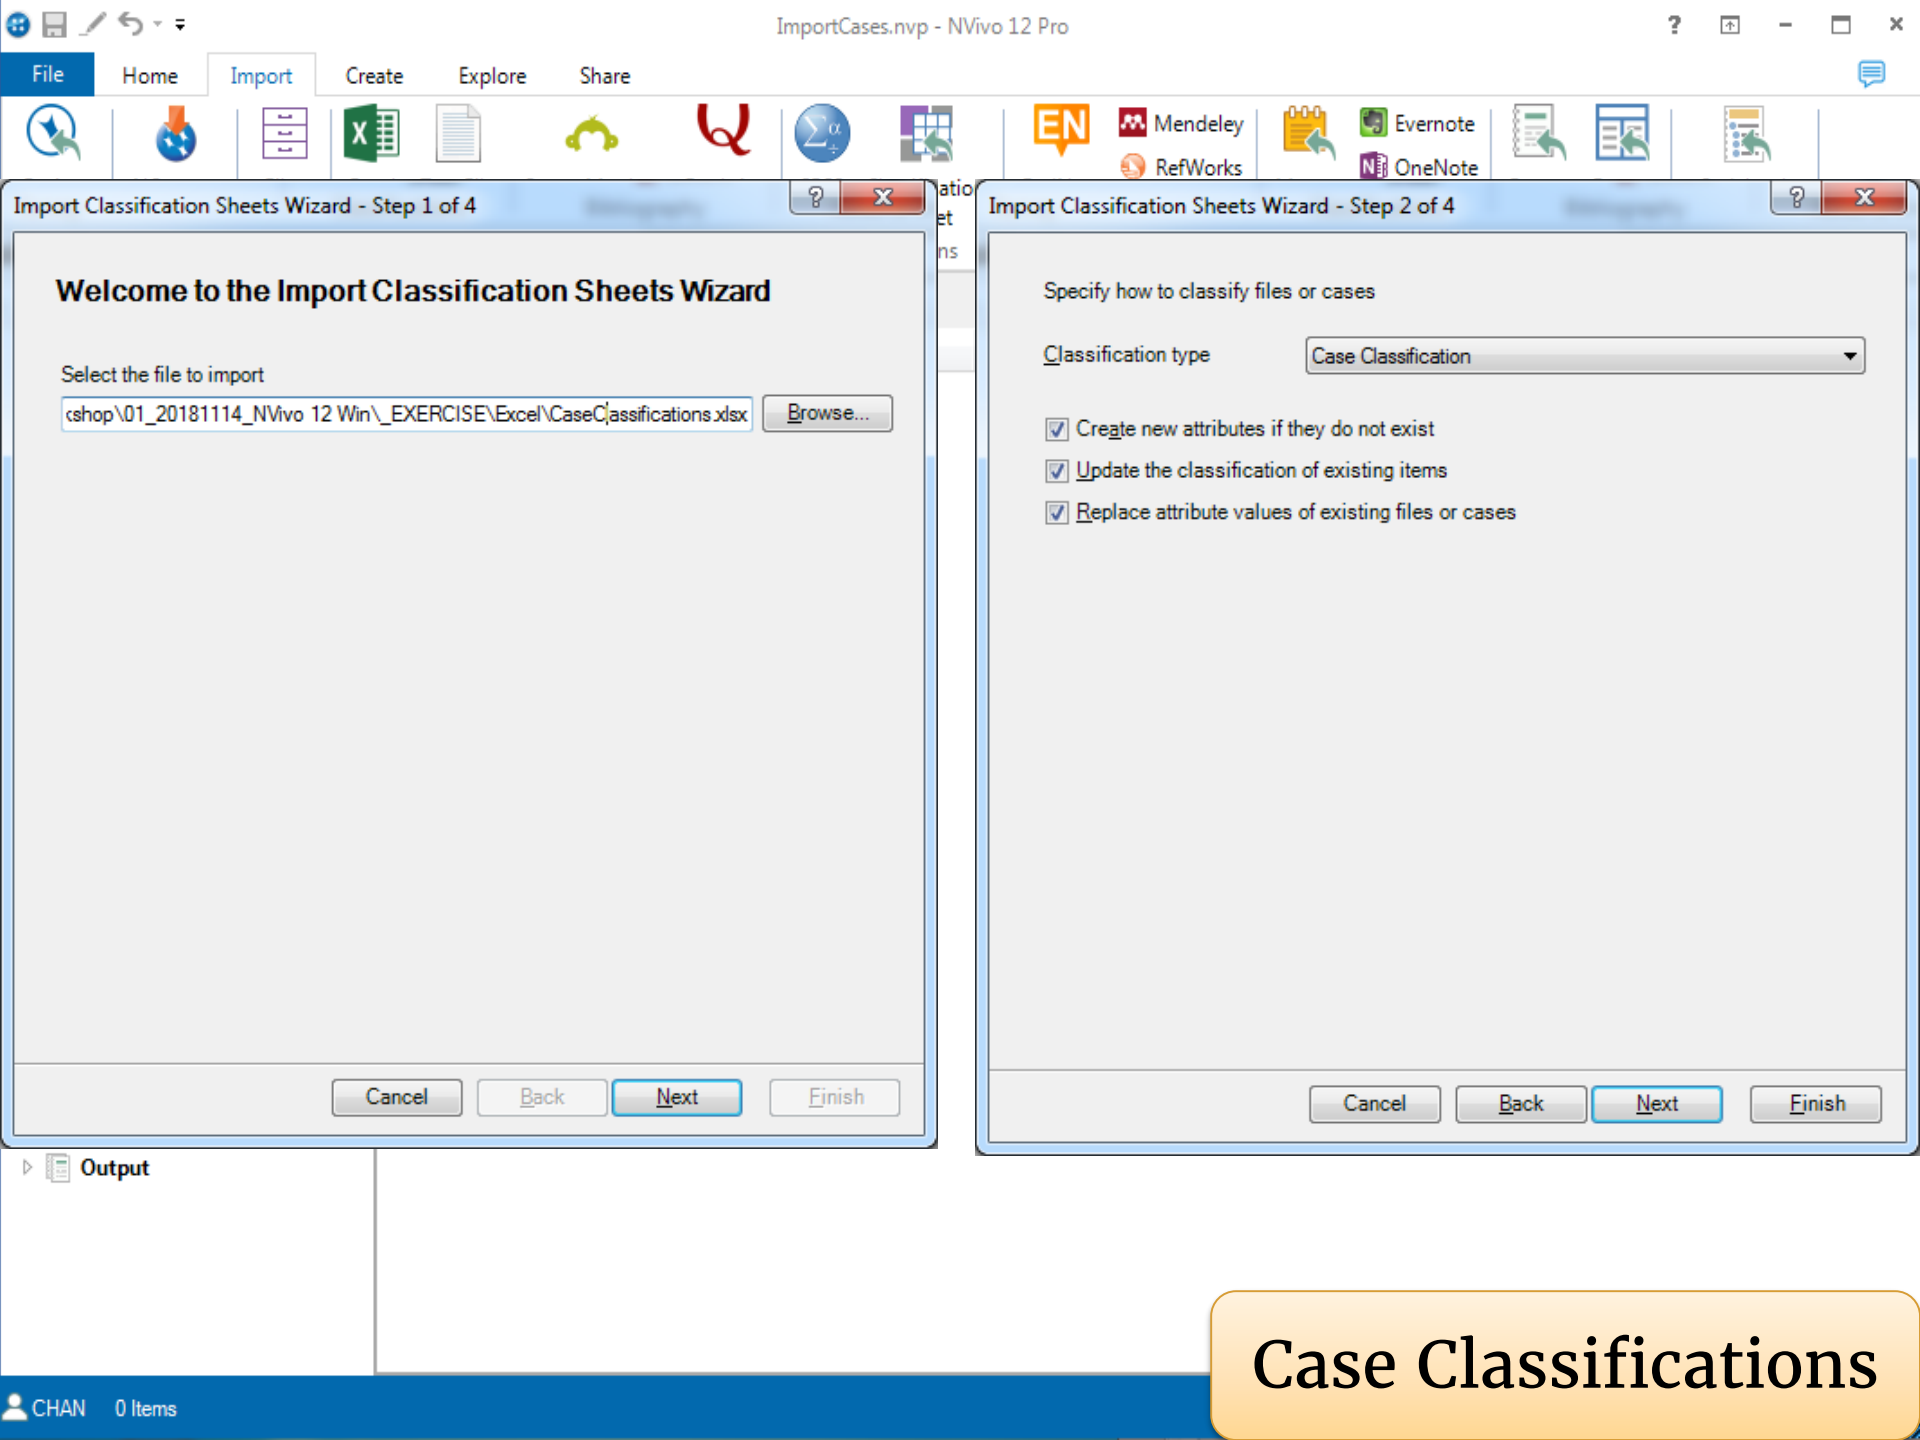 ImportCases.nvp - NVivo 12 Pro
File Home Import Create Explore Share
EN Mendeley Evernote
RefWorks OneNote
Import Classification Sheets Wizard - Step 1 of 4
Welcome to the Import Classification Sheets Wizard
Select the file to import
kshop\01_20181114_NVivo 12 Win\_EXERCISE\Excel\CaseClassifications.xlsx Browse...
Cancel Back Next Finish
Import Classification Sheets Wizard - Step 2 of 4
Specify how to classify files or cases
Classification type Case Classification
Create new attributes if they do not exist
Update the classification of existing items
Replace attribute values of existing files or cases
Cancel Back Next Finish
Output
Case Classifications
CHAN 0 Items